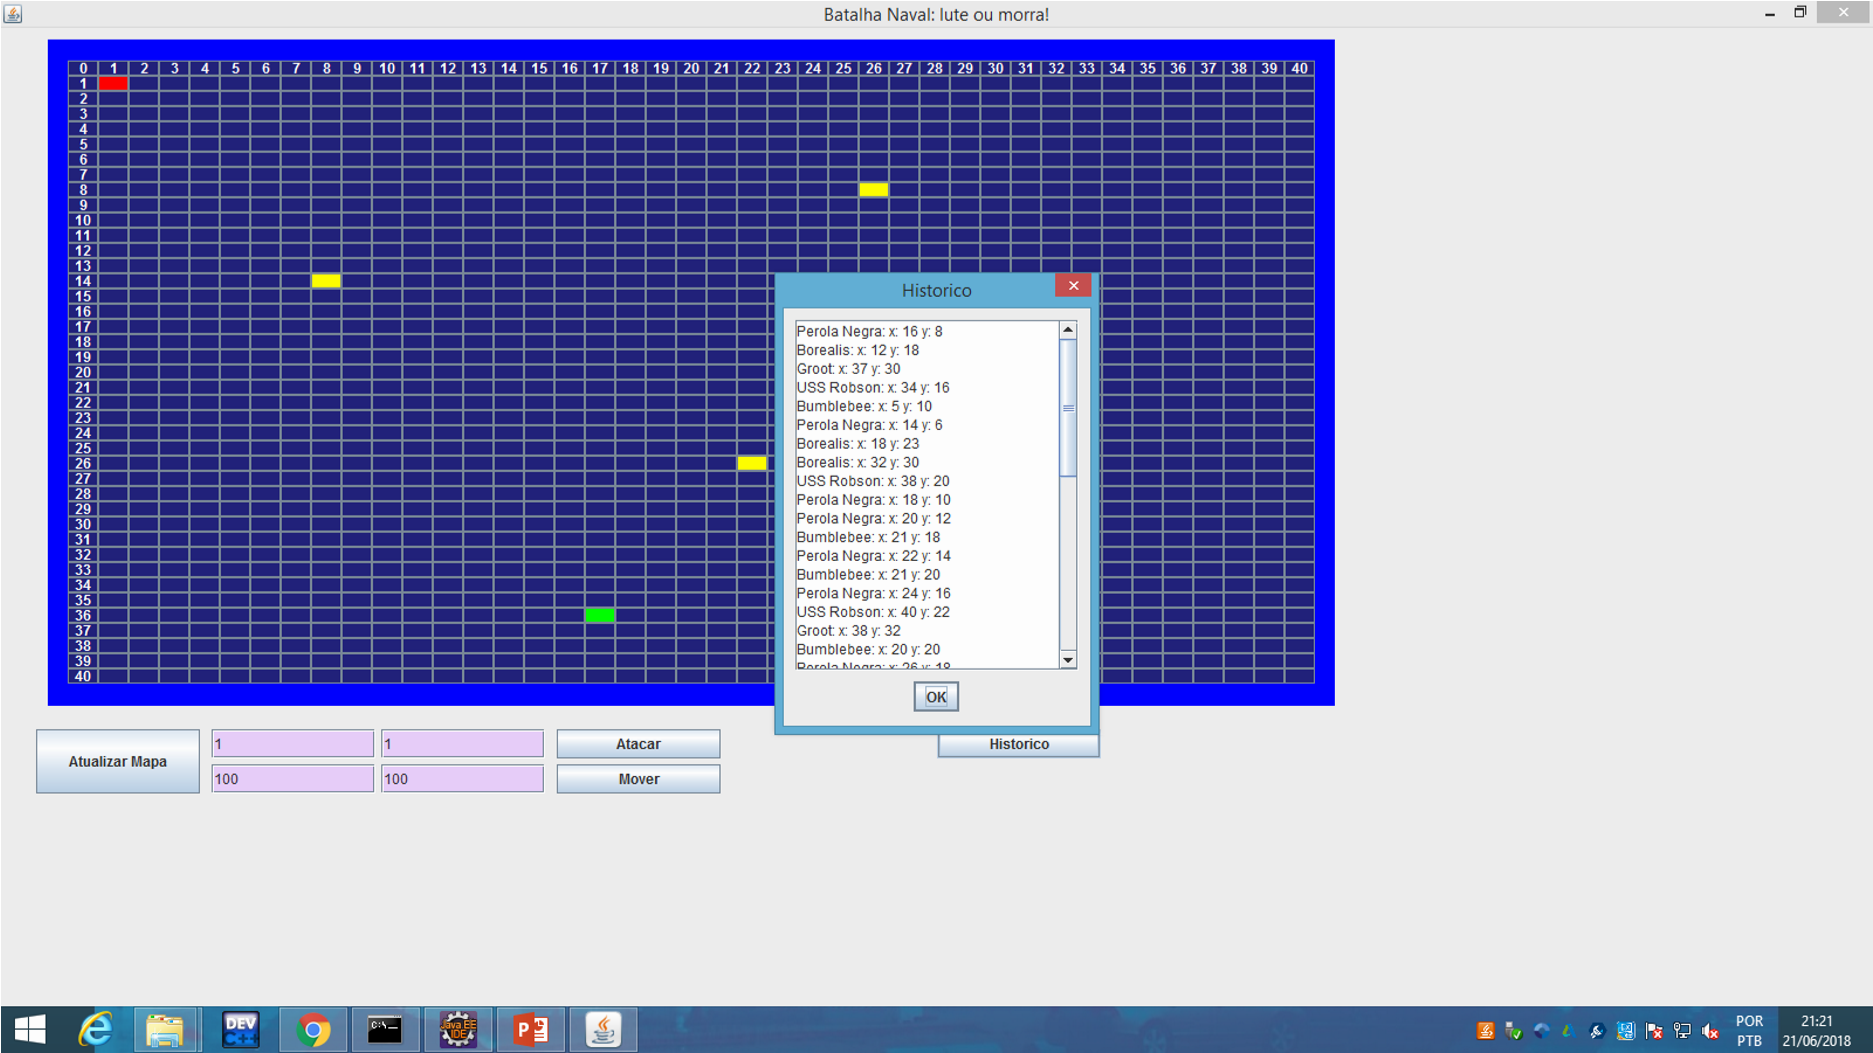 Batalha Naval: lute ou morra!
0 1 2 3 4 5 6 7 8 9 10 11 12 13 14 15 16 17 18 19 20 21 22 23 24 25 26 27 28 29 30 31 32 33 34 35 36 37 38 39 40
1
2
3
4
5
6
7
8
9
10
11
12
13
14
15
16
17
18
19
20
21
22
23
24
25
26
27
28
29
30
31
32
33
34
35
36
37
38
39
40
Historico
Perola Negra: x: 16 y: 8
Borealis: x: 12 y: 18
Groot: x: 37 y: 30
USS Robson: x: 34 y: 16
Bumblebee: x: 5 y: 10
Perola Negra: x: 14 y: 6
Borealis: x: 18 y: 23
Borealis: x: 32 y: 30
USS Robson: x: 38 y: 20
Perola Negra: x: 18 y: 10
Perola Negra: x: 20 y: 12
Bumblebee: x: 21 y: 18
Perola Negra: x: 22 y: 14
Bumblebee: x: 21 y: 20
Perola Negra: x: 24 y: 16
USS Robson: x: 40 y: 22
Groot: x: 38 y: 32
Bumblebee: x: 20 y: 20
Perola Negra: x: 26 y: 18
OK
Atualizar Mapa
1 1 Atacar
Historico
100 100 Mover
DEV C++
C:\
Java EE IDE
P
POR
PTB
21:21
21/06/2018